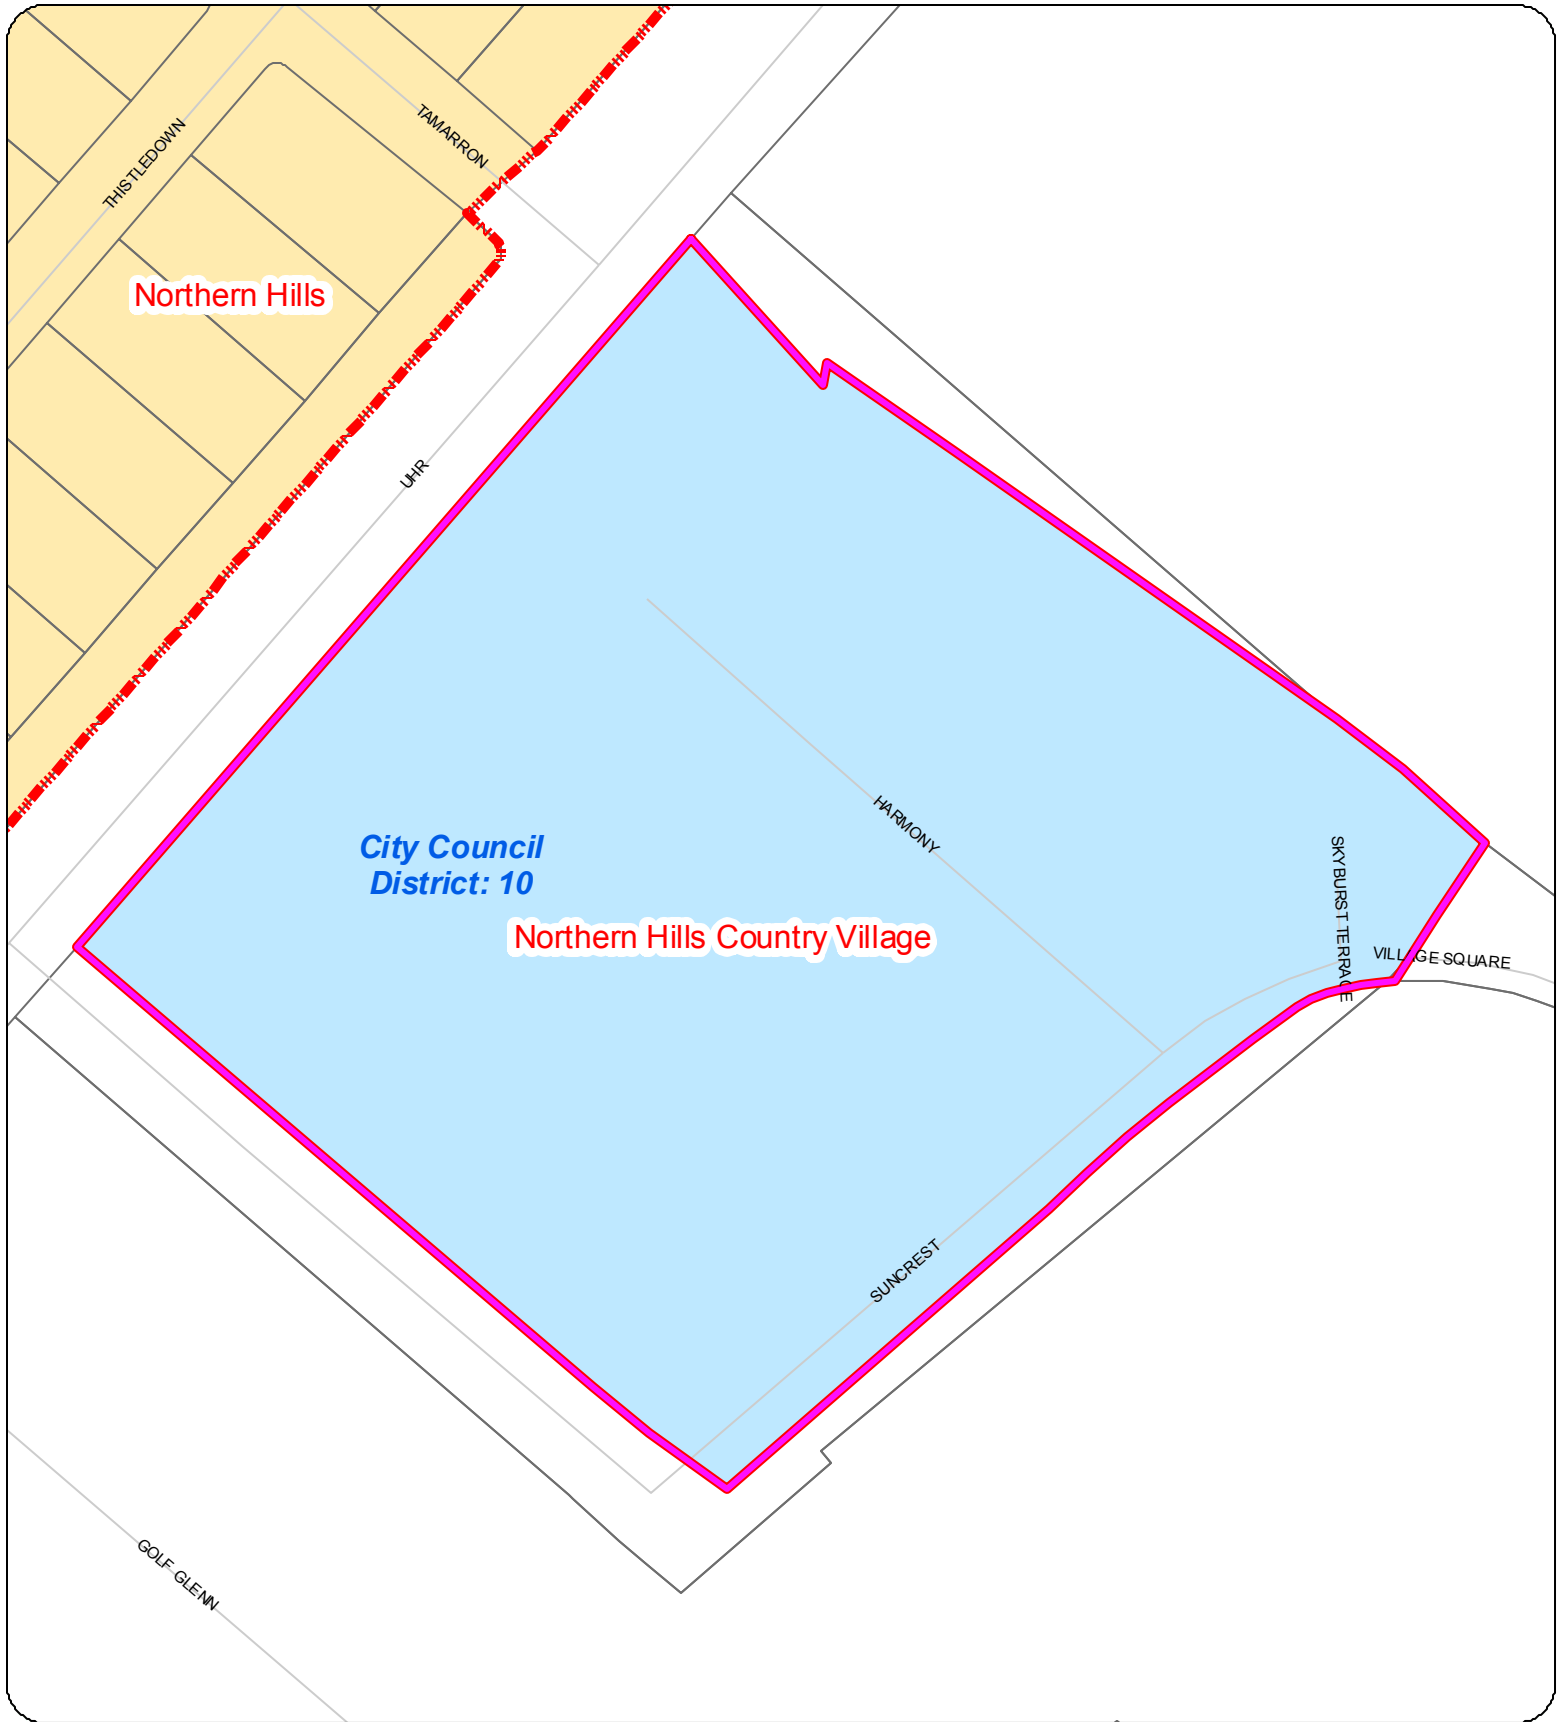 TAMARRON
THISTLEDOWN
Northern Hills
UHR
HARMONY
City Council
District: 10
SKYBURST TERRACE
Northern Hills Country Village
VILLAGE SQUARE
SUNCREST
GOLF GLENN